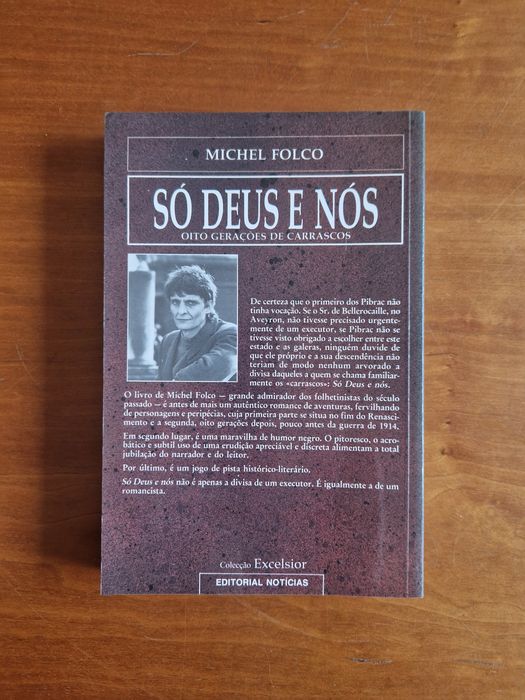 MICHEL FOLCO
SÓ DEUS E NÓS
OITO GERAÇÕES DE CARRASCOS
De certeza que o primeiro dos Pibrac não
tinha vocação. Se o Sr. de Bellerocaille, no
Aveyron, não tivesse precisado urgente-
mente de um executor, se Pibrac não se
tivesse visto obrigado a escolher entre este
estado e as galeras, ninguém duvide de
que ele próprio e a sua descendência não
teriam de modo nenhum arvorado a
divisa daqueles a quem se chama familiar-
mente os «carrascos»: Só Deus e nós.
O livro de Michel Folco — grande admirador dos folhetinistas do século
passado — é antes de mais um autêntico romance de aventuras, fervilhando
de personagens e peripécias, cuja primeira parte se situa no fim do Renasci-
mento e a segunda, oito gerações depois, pouco antes da guerra de 1914.
Em segundo lugar, é uma maravilha de humor negro. O pitoresco, o acro-
bático e subtil uso de uma erudição apreciável e discreta alimentam a total
jubilação do narrador e do leitor.
Por último, é um jogo de pista histórico-literário.
Só Deus e nós não é apenas a divisa de um executor. É igualmente a de um
romancista.
Colecção Excelsior
EDITORIAL NOTÍCIAS